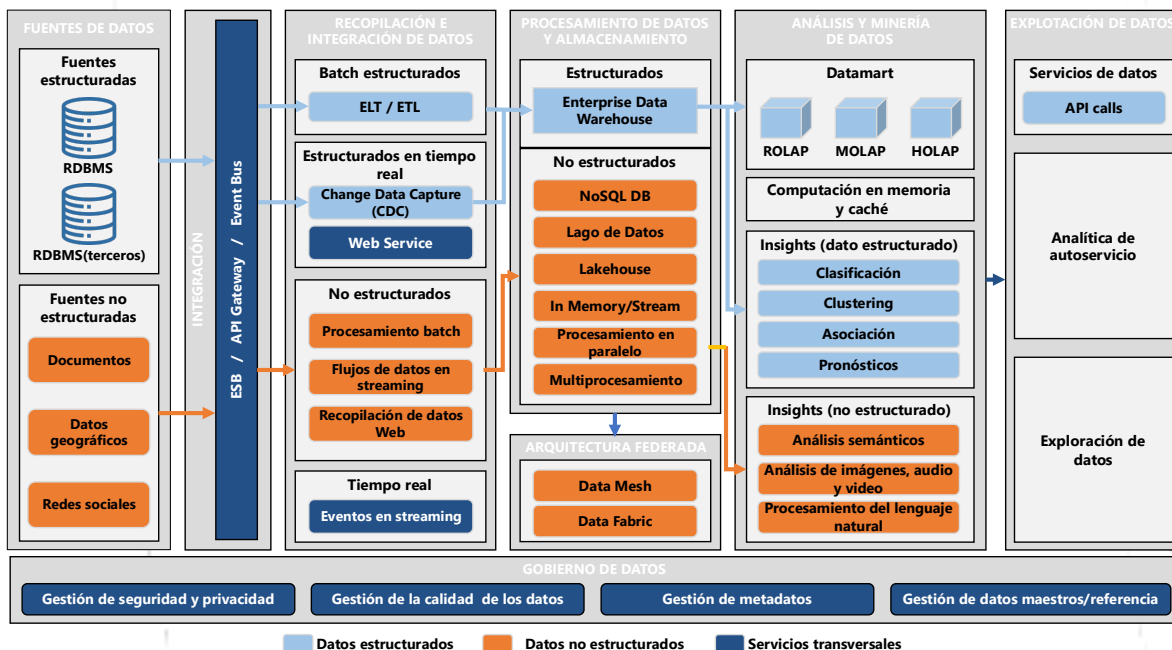 FUENTES DE DATOS
Fuentes
estructuradas
RDBMS
RDBMS(terceros)
Fuentes no
estructuradas
Documentos
Datos
geográficos
Redes sociales
INTEGRACIÓN
ESB / API Gateway / Event Bus
RECOPILACIÓN E
INTEGRACIÓN DE DATOS
Batch estructurados
ELT / ETL
Estructurados en tiempo
real
Change Data Capture
(CDC)
Web Service
No estructurados
Procesamiento batch
Flujos de datos en
streaming
Recopilación de datos
Web
Tiempo real
Eventos en streaming
PROCESAMIENTO DE DATOS
Y ALMACENAMIENTO
Estructurados
Enterprise Data
Warehouse
No estructurados
NoSQL DB
Lago de Datos
Lakehouse
In Memory/Stream
Procesamiento en
paralelo
Multiprocesamiento
ARQUITECTURA FEDERADA
Data Mesh
Data Fabric
ANÁLISIS Y MINERÍA
DE DATOS
Datamart
ROLAP MOLAP HOLAP
Computación en memoria
y caché
Insights (dato estructurado)
Clasificación
Clustering
Asociación
Pronósticos
Insights (no estructurado)
Análisis semánticos
Análisis de imágenes, audio
y video
Procesamiento del lenguaje
natural
EXPLOTACIÓN DE DATOS
Servicios de datos
API calls
Analítica de
autoservicio
Exploración de
datos
GOBIERNO DE DATOS
Gestión de seguridad y privacidad
Gestión de la calidad de los datos
Gestión de metadatos
Gestión de datos maestros/referencia
Datos estructurados
Datos no estructurados
Servicios transversales